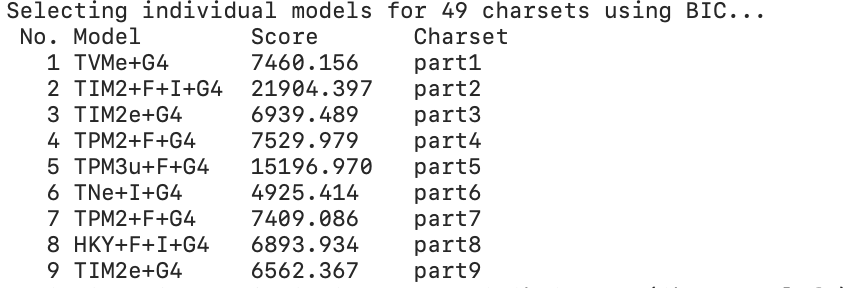 Selecting individual models for 49 charsets using BIC...
No. Model Score Charset
1 TVMe+G4 7460.156 part1
2 TIM2+F+I+G4 21904.397 part2
3 TIM2e+G4 6939.489 part3
4 TPM2+F+G4 7529.979 part4
5 TPM3u+F+G4 15196.970 part5
6 TNe+I+G4 4925.414 part6
7 TPM2+F+G4 7409.086 part7
8 HKY+F+I+G4 6893.934 part8
9 TIM2e+G4 6562.367 part9